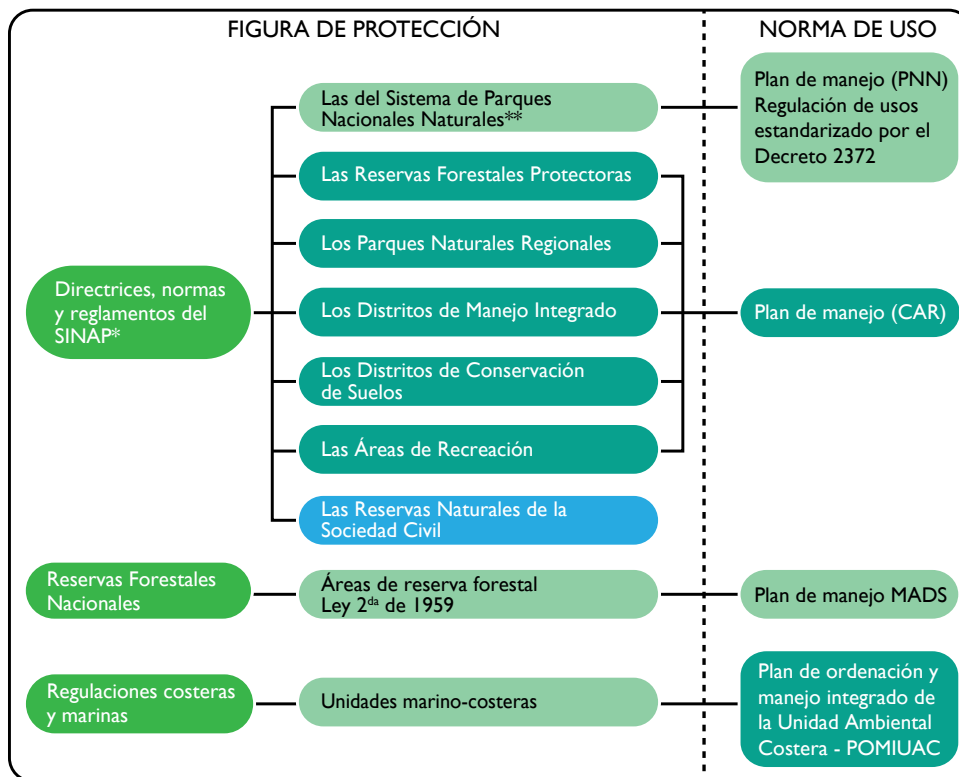 FIGURA DE PROTECCIÓN
NORMA DE USO
Directrices, normas
y reglamentos del
SINAP*
Las del Sistema de Parques
Nacionales Naturales**
Plan de manejo (PNN)
Regulación de usos
estandarizado por el
Decreto 2372
Las Reservas Forestales Protectoras
Los Parques Naturales Regionales
Los Distritos de Manejo Integrado
Los Distritos de Conservación
de Suelos
Las Áreas de Recreación
Plan de manejo (CAR)
Las Reservas Naturales de la
Sociedad Civil
Reservas Forestales
Nacionales
Áreas de reserva forestal
Ley 2da de 1959
Plan de manejo MADS
Regulaciones costeras
y marinas
Unidades marino-costeras
Plan de ordenación y
manejo integrado de
la Unidad Ambiental
Costera - POMIUAC